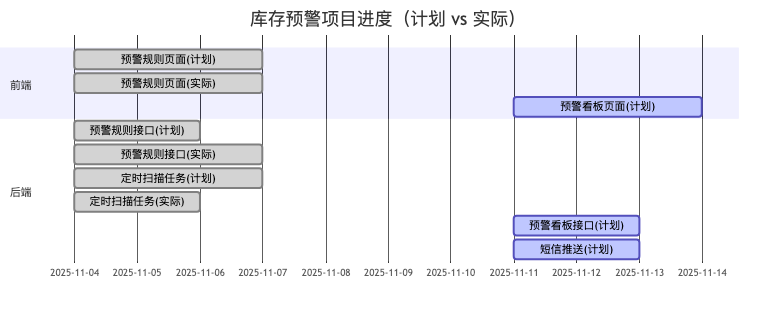 库存预警项目进度（计划 vs 实际）
前端
预警规则页面(计划)
预警规则页面(实际)
预警看板页面(计划)
后端
预警规则接口(计划)
预警规则接口(实际)
定时扫描任务(计划)
定时扫描任务(实际)
预警看板接口(计划)
短信推送(计划)
2025-11-04 2025-11-05 2025-11-06 2025-11-07 2025-11-08 2025-11-09 2025-11-10 2025-11-11 2025-11-12 2025-11-13 2025-11-14